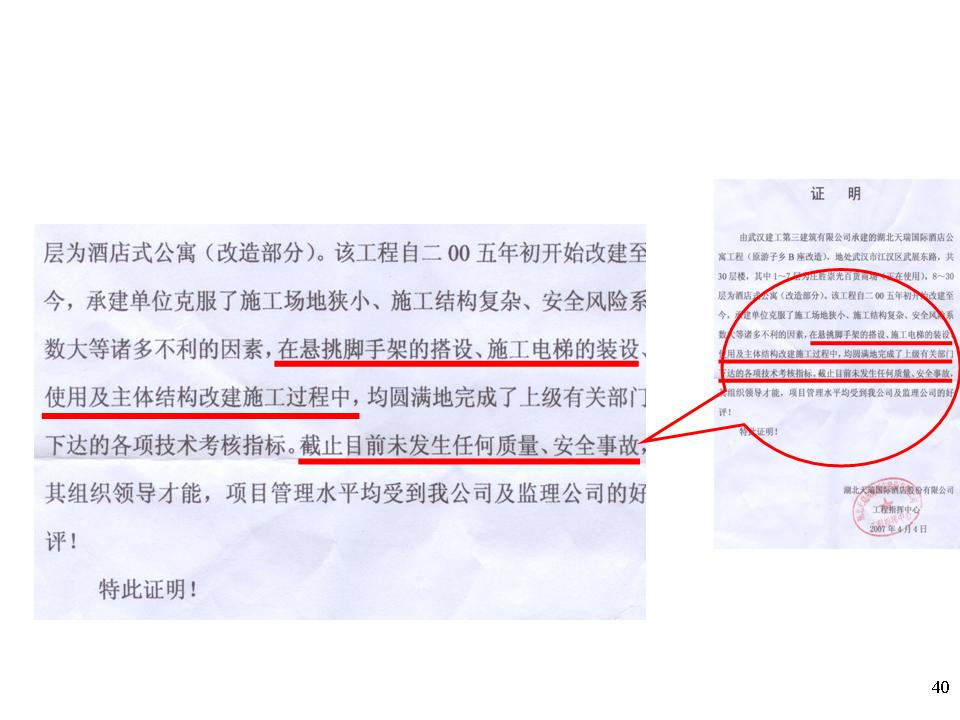 层为酒店式公寓（改造部分）。该工程自二00五年初开始改建至
今，承建单位克服了施工场地狭小、施工结构复杂、安全风险系
数大等诸多不利的因素，在悬挑脚手架的搭设、施工电梯的装设、
使用及主体结构改建施工过程中，均圆满地完成了上级有关部门
下达的各项技术考核指标。截止目前未发生任何质量、安全事故，
其组织领导才能，项目管理水平均受到我公司及监理公司的好
评！
特此证明！
证 明
由武汉建工第三建筑有限公司承建的湖北天瑞国际酒店公
寓工程（原游子乡B座改造），地处武汉市江汉区武展东路，共
30层楼，其中1～7层为庄胜崇光百货商场（正在使用），8～30
层为酒店式公寓（改造部分）。该工程自二00五年初开始改建至
今，承建单位克服了施工场地狭小、施工结构复杂、安全风险系
数大等诸多不利的因素，在悬挑脚手架的搭设、施工电梯的装设、
使用及主体结构改建施工过程中，均圆满地完成了上级有关部门
下达的各项技术考核指标。截止目前未发生任何质量、安全事故，
其组织领导才能，项目管理水平均受到我公司及监理公司的好
评！
特此证明！
湖北天瑞国际酒店股份有限公司
工程指挥中心
2007年4月4日
40